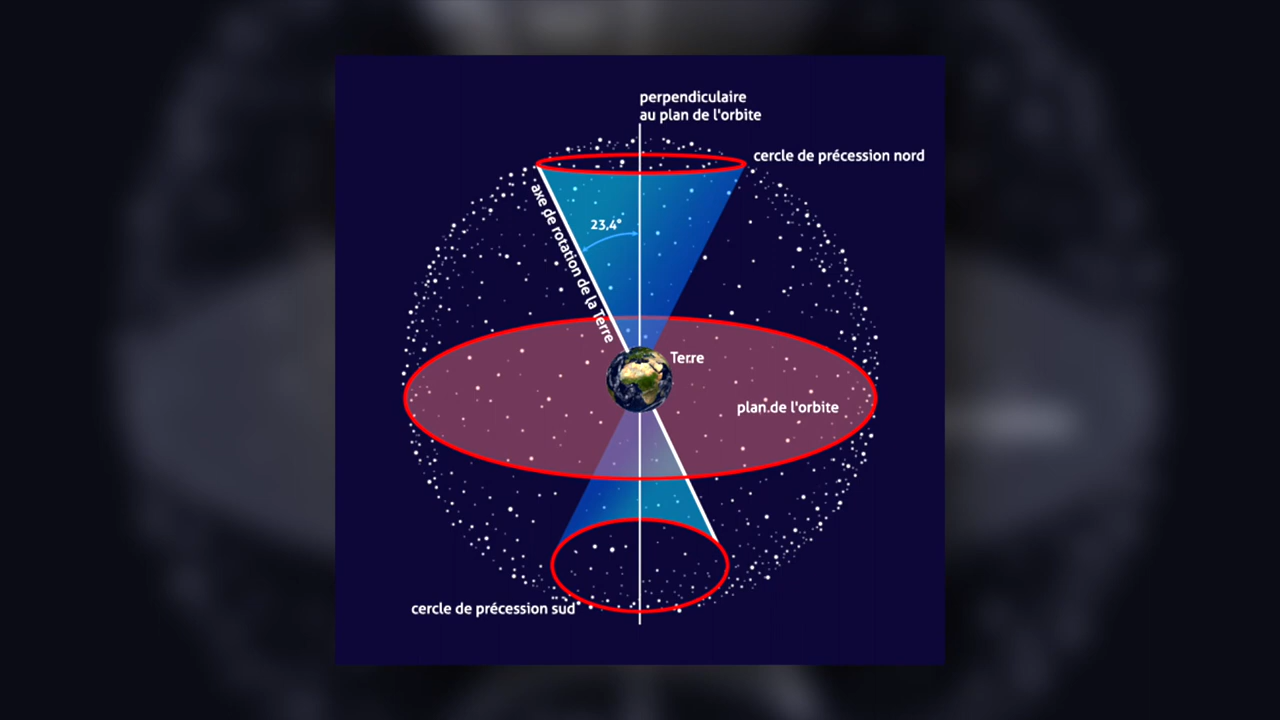 perpendiculaire
au plan de l'orbite
cercle de précession nord
23,4°
axe de rotation de la Terre
Terre
plan de l'orbite
cercle de précession sud